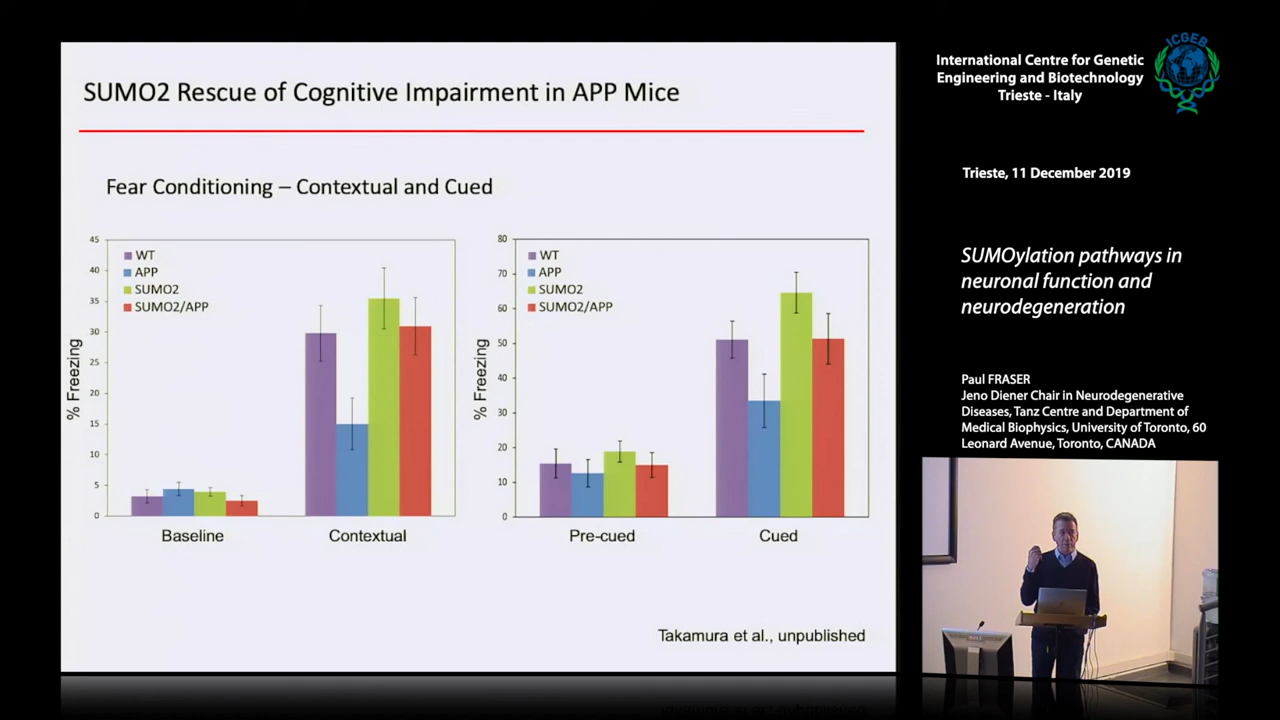 SUMO2 Rescue of Cognitive Impairment in APP Mice
Fear Conditioning – Contextual and Cued
% Freezing
45
40
35
30
25
20
15
10
5
0
WT
APP
SUMO2
SUMO2/APP
Baseline
Contextual
% Freezing
80
70
60
50
40
30
20
10
0
WT
APP
SUMO2
SUMO2/APP
Pre-cued
Cued
Takamura et al., unpublished
International Centre for Genetic
Engineering and Biotechnology
Trieste - Italy
ICGEB
Trieste, 11 December 2019
SUMOylation pathways in
neuronal function and
neurodegeneration
Paul FRASER
Jeno Diener Chair in Neurodegenerative
Diseases, Tanz Centre and Department of
Medical Biophysics, University of Toronto, 60
Leonard Avenue, Toronto, CANADA